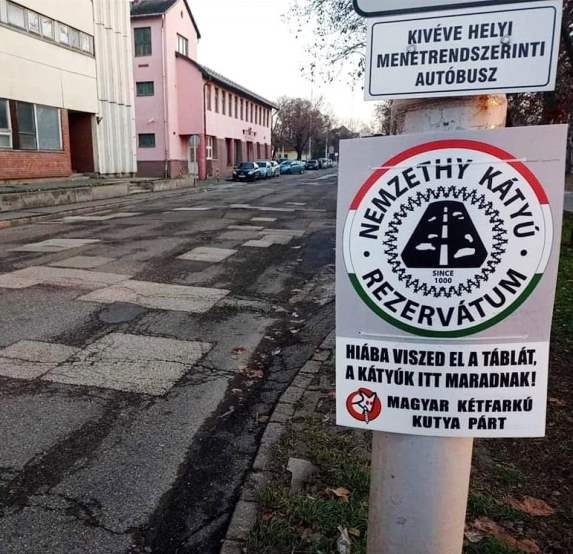 KIVÉVE HELYI
MENETRENDSZERINTI
AUTÓBUSZ
NEMZETHY KÁTYÚ
SINCE
1000
REZERVÁTUM
HIÁBA VISZED EL A TÁBLÁT,
A KÁTYÚK ITT MARADNAK!
MAGYAR KÉTFARKÚ
KUTYA PÁRT